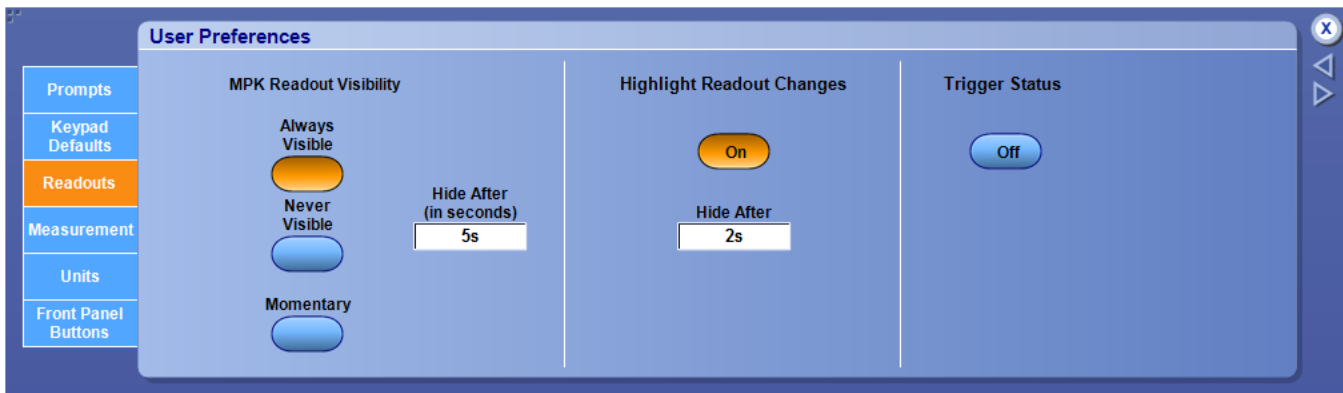 User Preferences
X
Prompts
Keypad
Defaults
Readouts
Measurement
Units
Front Panel
Buttons
MPK Readout Visibility
Always
Visible
Never
Visible
Momentary
Hide After
(in seconds)
5s
Highlight Readout Changes
On
Hide After
2s
Trigger Status
Off